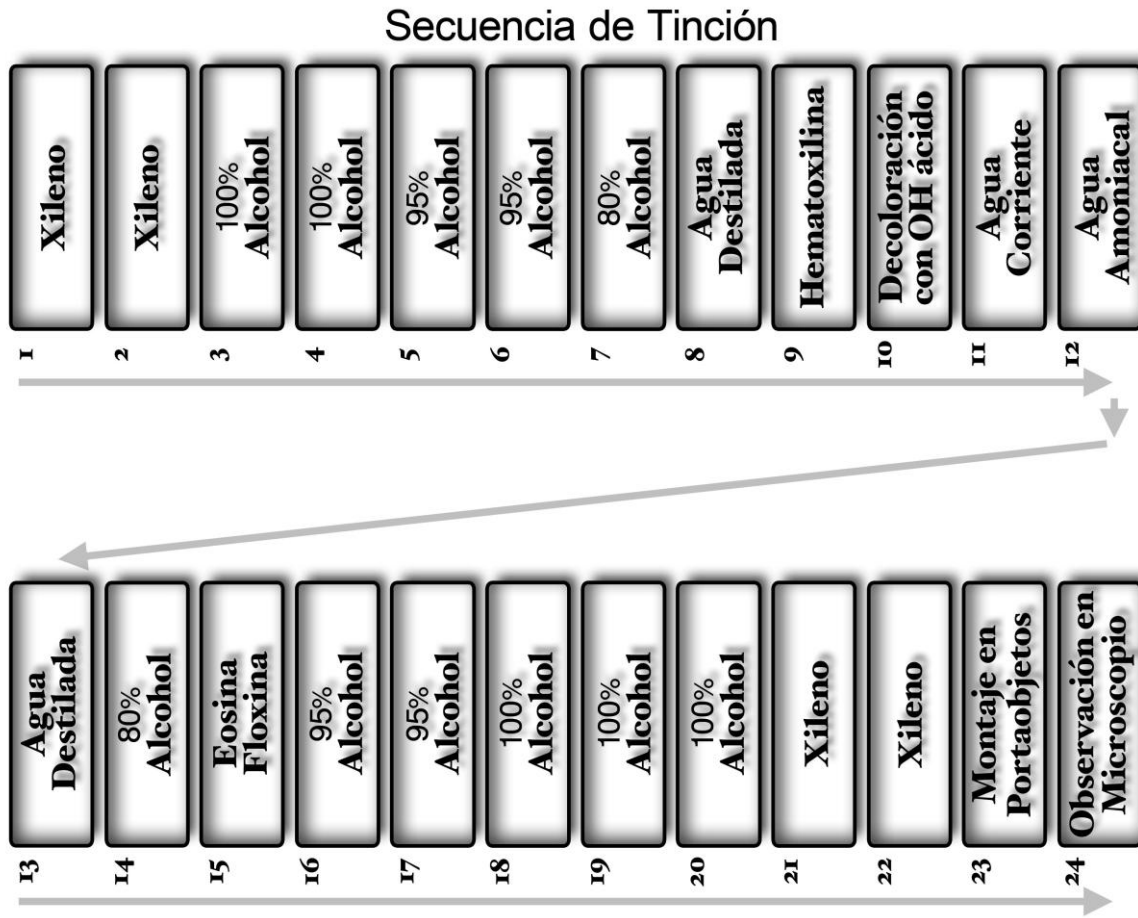 Secuencia de Tinción
1
Xileno
2
Xileno
3
100%
Alcohol
4
100%
Alcohol
5
95%
Alcohol
6
95%
Alcohol
7
80%
Alcohol
8
Agua
Destilada
9
Hematoxilina
10
Decoloración
con OH ácido
11
Agua
Corriente
12
Agua
Amoniacal
13
Agua
Destilada
14
80%
Alcohol
15
Eosina
Floxina
16
95%
Alcohol
17
95%
Alcohol
18
100%
Alcohol
19
100%
Alcohol
20
100%
Alcohol
21
Xileno
22
Xileno
23
Montaje en
Portaobjetos
24
Observación en
Microscopio